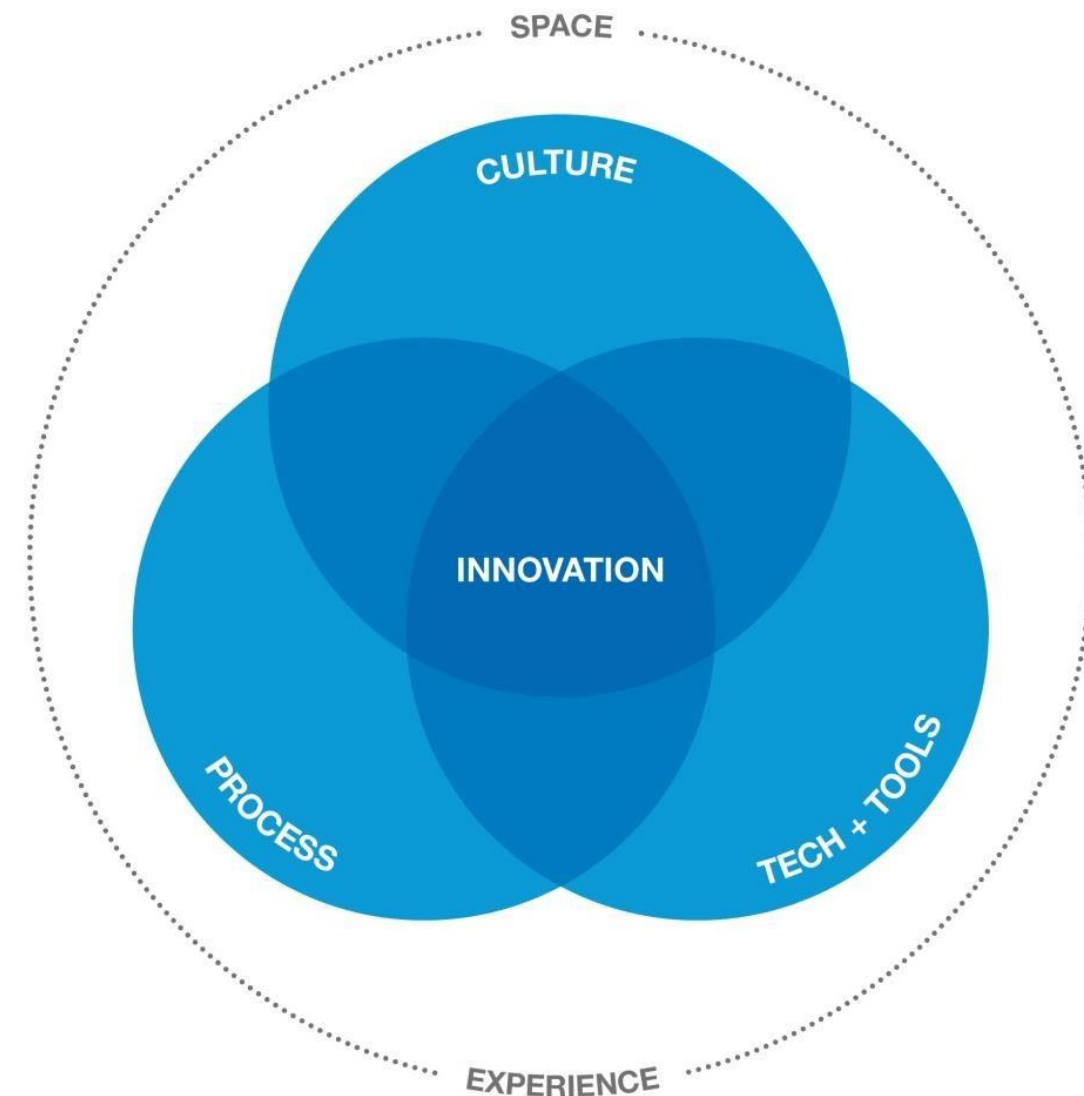 SPACE
CULTURE
INNOVATION
PROCESS
TECH + TOOLS
EXPERIENCE